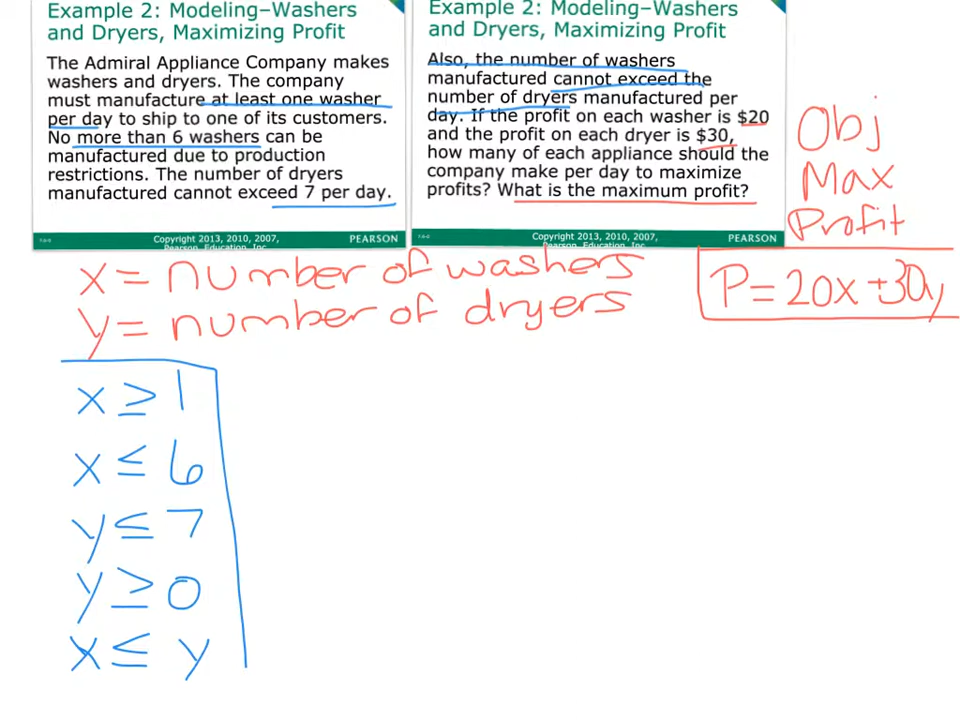 Example 2: Modeling–Washers
and Dryers, Maximizing Profit
The Admiral Appliance Company makes
washers and dryers. The company
must manufacture at least one washer
per day to ship to one of its customers.
No more than 6 washers can be
manufactured due to production
restrictions. The number of dryers
manufactured cannot exceed 7 per day.
Copyright 2013, 2010, 2007,
Pearson, Education, Inc
PEARSON
Example 2: Modeling–Washers
and Dryers, Maximizing Profit
Also, the number of washers
manufactured cannot exceed the
number of dryers manufactured per
day. If the profit on each washer is $20
and the profit on each dryer is $30,
how many of each appliance should the
company make per day to maximize
profits? What is the maximum profit?
Copyright 2013, 2010, 2007,
Pearson, Education, Inc
PEARSON
Obj
Max
Profit
P = 20x + 30y
x = number of washers
y = number of dryers
x ≥ 1
x ≤ 6
y ≤ 7
y ≥ 0
x ≤ y